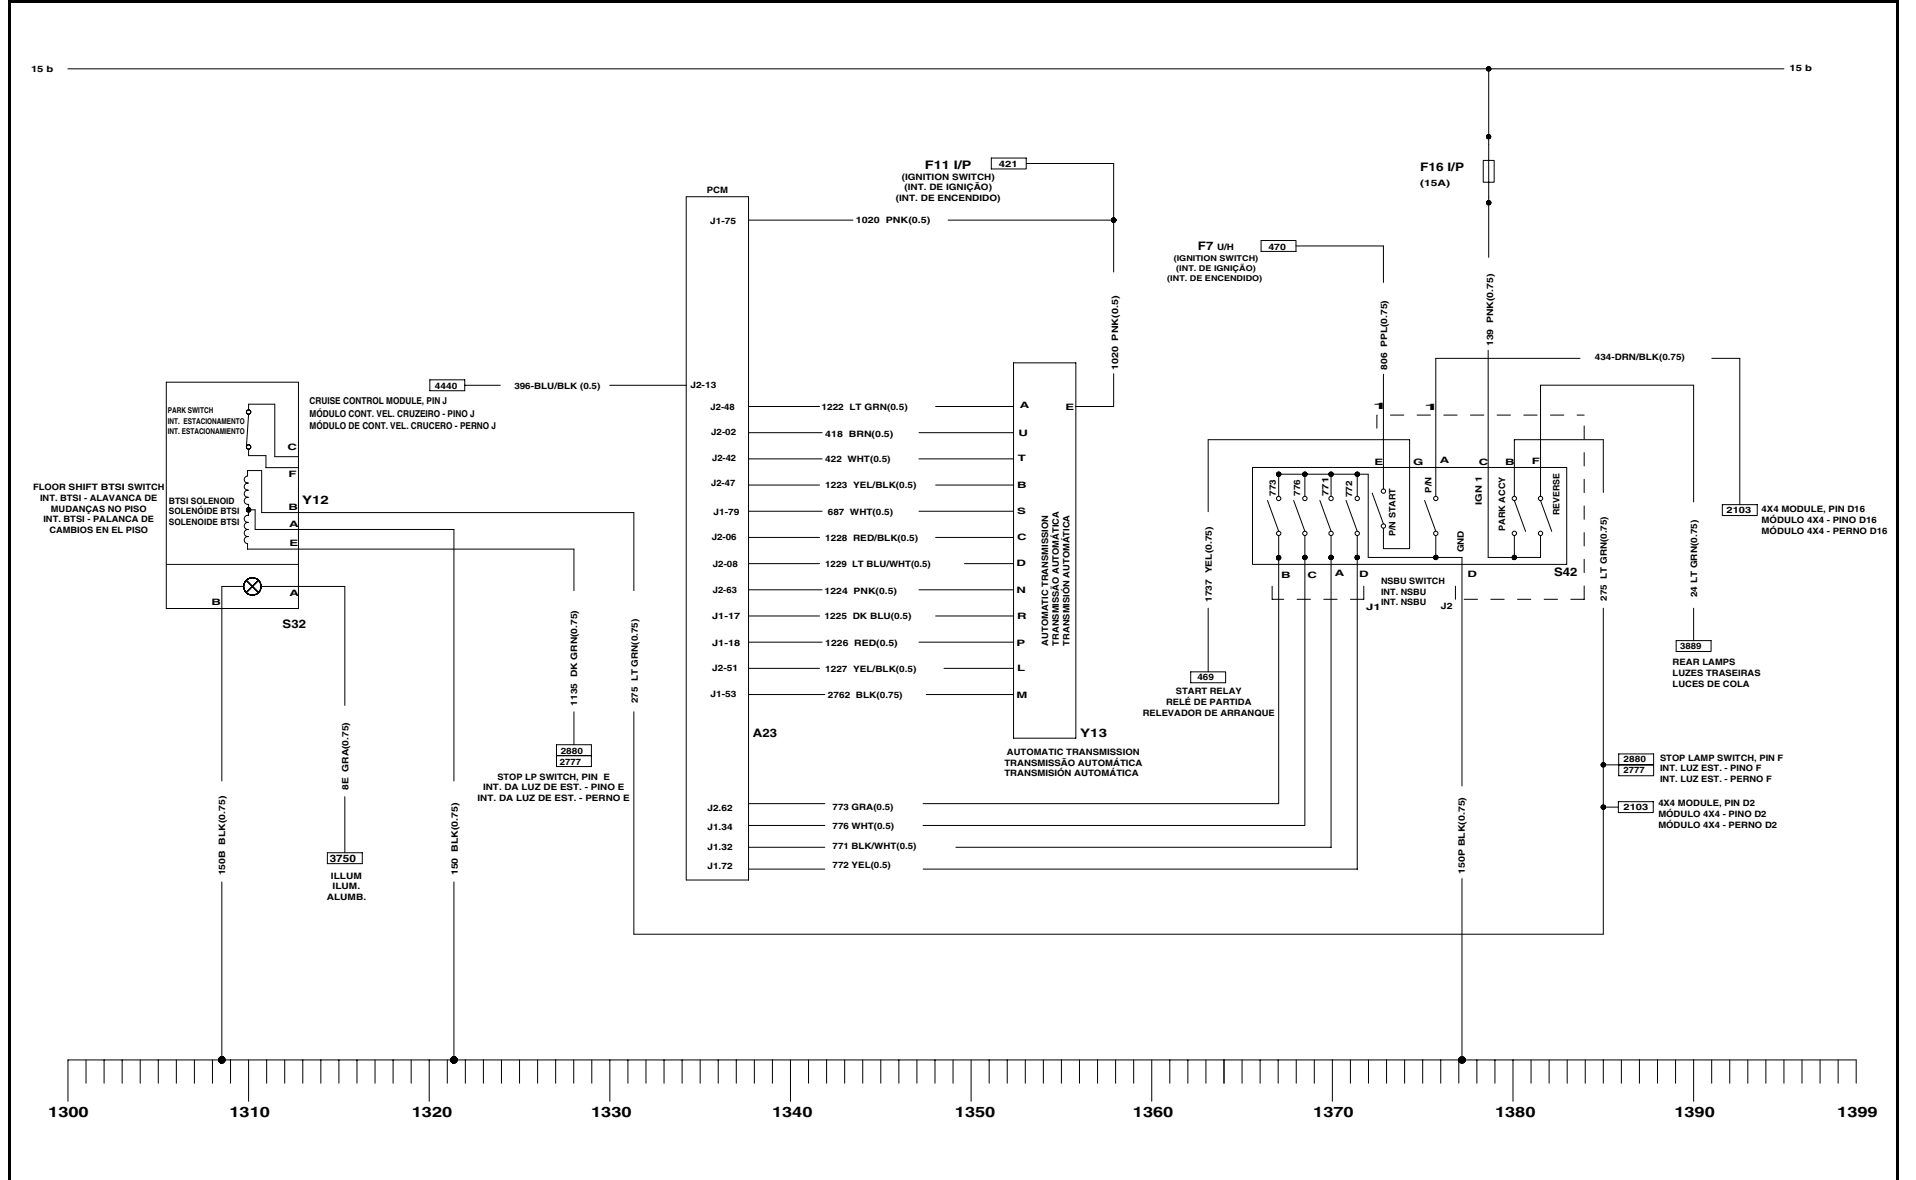 15 b
15 b
F11 I/P
421
(IGNITION SWITCH)
(INT. DE IGNIÇÃO)
(INT. DE ENCENDIDO)
F16 I/P
(15A)
PCM
J1-75
1020 PNK(0.5)
F7 U/H
470
(IGNITION SWITCH)
(INT. DE IGNIÇÃO)
(INT. DE ENCENDIDO)
1020 PNK(0.5)
806 PPL(0.75)
139 PNK(0.75)
434-DRN/BLK(0.75)
4440
396-BLU/BLK (0.5)
J2-13
CRUISE CONTROL MODULE, PIN J
MÓDULO CONT. VEL. CRUZEIRO - PINO J
MÓDULO DE CONT. VEL. CRUCERO - PERNO J
PARK SWITCH
INT. ESTACIONAMENTO
INT. ESTACIONAMIENTO
C
F
FLOOR SHIFT BTSI SWITCH
INT. BTSI - ALAVANCA DE
MUDANÇAS NO PISO
INT. BTSI - PALANCA DE
CAMBIOS EN EL PISO
BTSI SOLENOID
SOLENÓIDE BTSI
SOLENOIDE BTSI
B
Y12
A
E
A
B
S32
J2-48
1222 LT GRN(0.5)
A
E
J2-02
418 BRN(0.5)
U
J2-42
422 WHT(0.5)
T
J2-47
1223 YEL/BLK(0.5)
B
J1-79
687 WHT(0.5)
S
J2-06
1228 RED/BLK(0.5)
C
J2-08
1229 LT BLU/WHT(0.5)
D
J2-63
1224 PNK(0.5)
N
J1-17
1225 DK BLU(0.5)
R
J1-18
1226 RED(0.5)
P
J2-51
1227 YEL/BLK(0.5)
L
J1-53
2762 BLK(0.75)
M
AUTOMATIC TRANSMISSION
TRANSMISSÃO AUTOMÁTICA
TRANSMISIÓN AUTOMÁTICA
A23
Y13
AUTOMATIC TRANSMISSION
TRANSMISSÃO AUTOMÁTICA
TRANSMISIÓN AUTOMÁTICA
1
1
E
G
A
C
B
F
773
776
771
772
P/N START
P/N
IGN 1
GND
PARK ACCY
REVERSE
B
C
A
D
D
S42
NSBU SWITCH
INT. NSBU
INT. NSBU
J1
J2
2103
4X4 MODULE, PIN D16
MÓDULO 4X4 - PINO D16
MÓDULO 4X4 - PERNO D16
1737 YEL(0.75)
275 LT GRN(0.75)
24 LT GRN(0.75)
469
START RELAY
RELÉ DE PARTIDA
RELEVADOR DE ARRANQUE
3889
REAR LAMPS
LUZES TRASEIRAS
LUCES DE COLA
1135 DK GRN(0.75)
275 LT GRN(0.75)
2880
2777
STOP LP SWITCH, PIN E
INT. DA LUZ DE EST. - PINO E
INT. DA LUZ DE EST. - PERNO E
2880
2777
STOP LAMP SWITCH, PIN F
INT. LUZ EST. - PINO F
INT. LUZ EST. - PERNO F
2103
4X4 MODULE, PIN D2
MÓDULO 4X4 - PINO D2
MÓDULO 4X4 - PERNO D2
J2.62
773 GRA(0.5)
J1.34
776 WHT(0.5)
J1.32
771 BLK/WHT(0.5)
J1.72
772 YEL(0.5)
150B BLK(0.75)
8E GRA(0.75)
150 BLK(0.75)
150P BLK(0.75)
3750
ILLUM
ILUM.
ALUMB.
1300
1310
1320
1330
1340
1350
1360
1370
1380
1390
1399